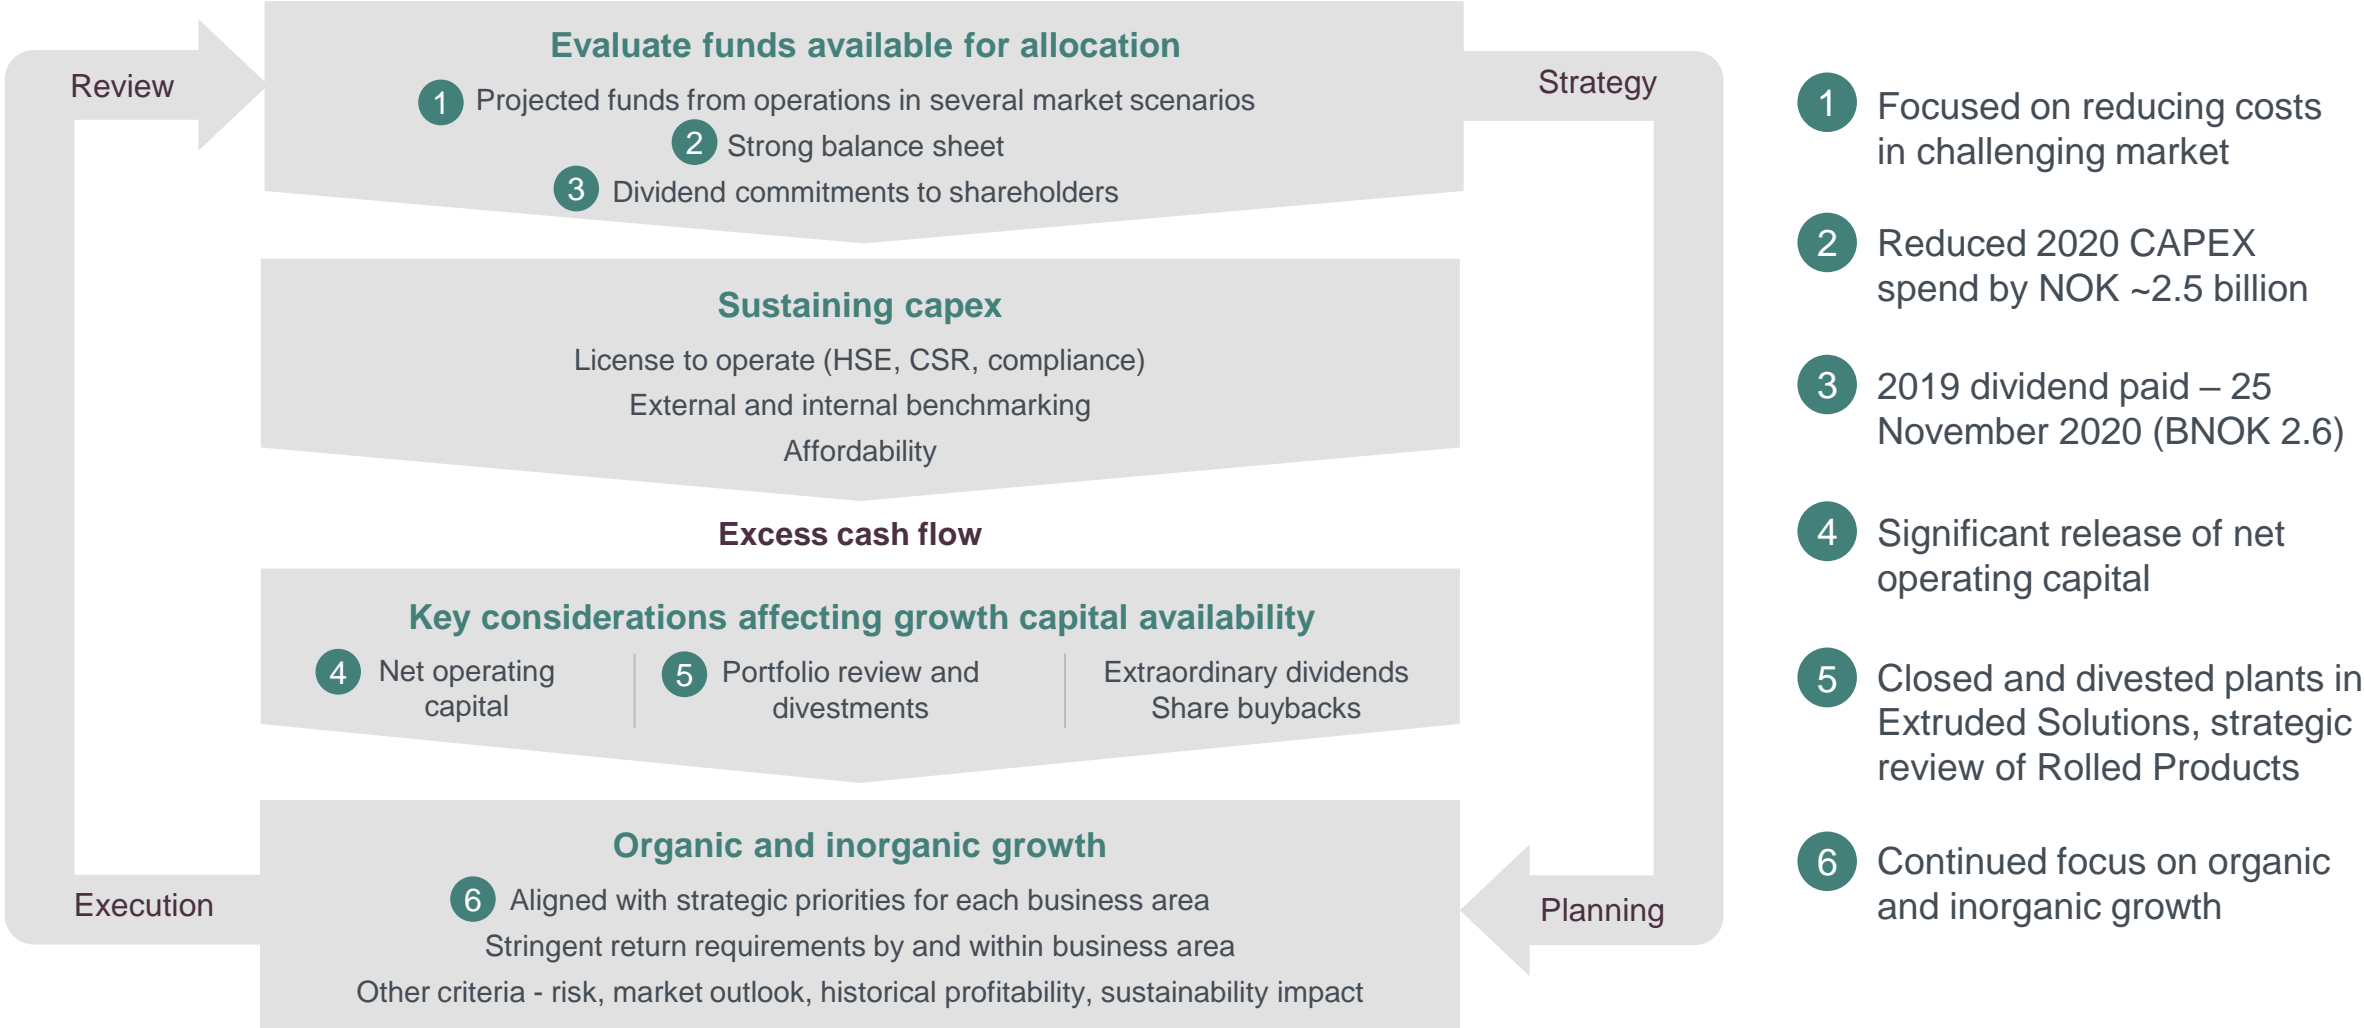 Review
Evaluate funds available for allocation
1 Projected funds from operations in several market scenarios
2 Strong balance sheet
3 Dividend commitments to shareholders
Strategy
Sustaining capex
License to operate (HSE, CSR, compliance)
External and internal benchmarking
Affordability
Excess cash flow
Key considerations affecting growth capital availability
4 Net operating
capital
5 Portfolio review and
divestments
Extraordinary dividends
Share buybacks
Execution
Organic and inorganic growth
6 Aligned with strategic priorities for each business area
Stringent return requirements by and within business area
Other criteria - risk, market outlook, historical profitability, sustainability impact
Planning
1 Focused on reducing costs
in challenging market
2 Reduced 2020 CAPEX
spend by NOK ~2.5 billion
3 2019 dividend paid – 25
November 2020 (BNOK 2.6)
4 Significant release of net
operating capital
5 Closed and divested plants in
Extruded Solutions, strategic
review of Rolled Products
6 Continued focus on organic
and inorganic growth